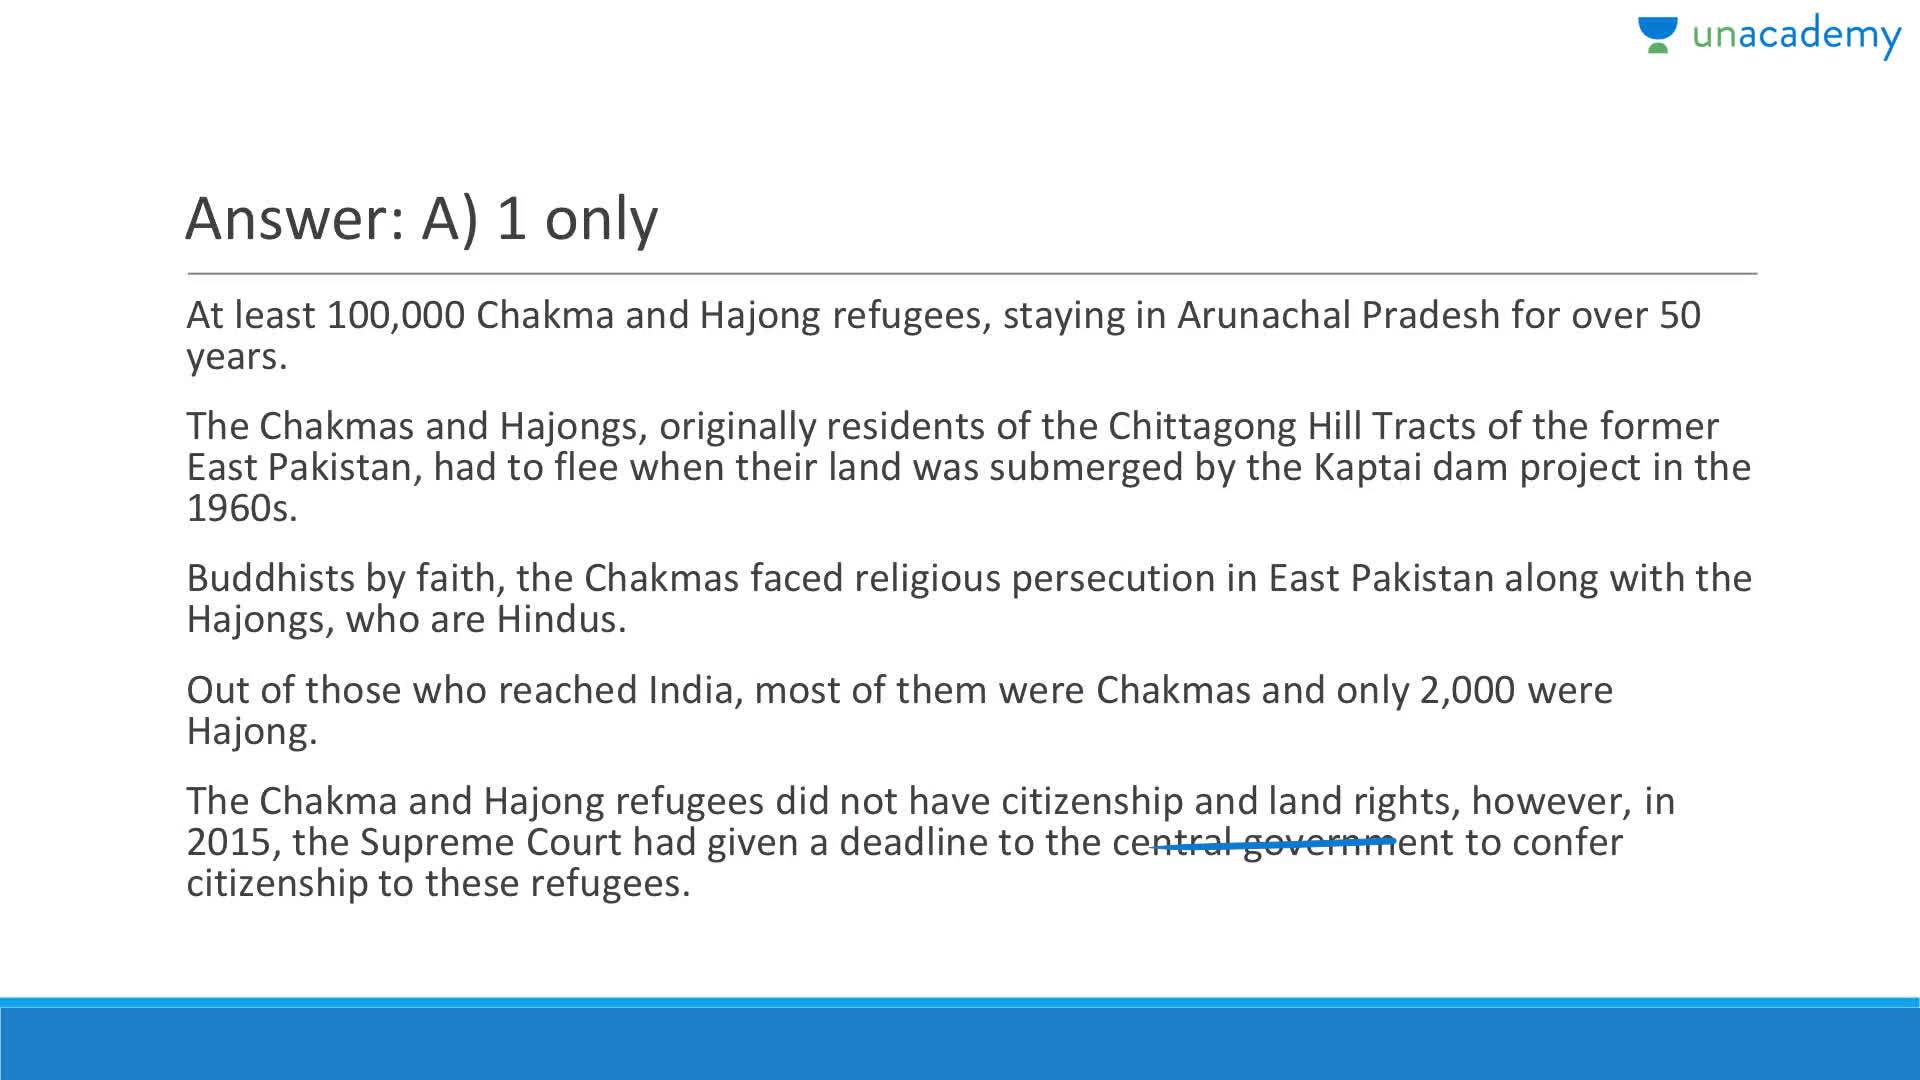 unacademy
Answer: A) 1 only
At least 100,000 Chakma and Hajong refugees, staying in Arunachal Pradesh for over 50
years.
The Chakmas and Hajongs, originally residents of the Chittagong Hill Tracts of the former
East Pakistan, had to flee when their land was submerged by the Kaptai dam project in the
1960s.
Buddhists by faith, the Chakmas faced religious persecution in East Pakistan along with the
Hajongs, who are Hindus.
Out of those who reached India, most of them were Chakmas and only 2,000 were
Hajong.
The Chakma and Hajong refugees did not have citizenship and land rights, however, in
2015, the Supreme Court had given a deadline to the central government to confer
citizenship to these refugees.